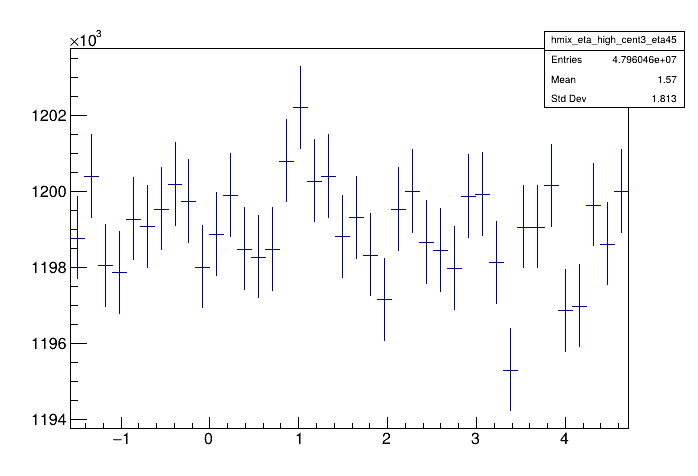 ×10³
hmix_eta_high_cent3_eta45
Entries 4.796046e+07
Mean 1.57
Std Dev 1.813
1202
1200
1198
1196
1194
−1 0 1 2 3 4